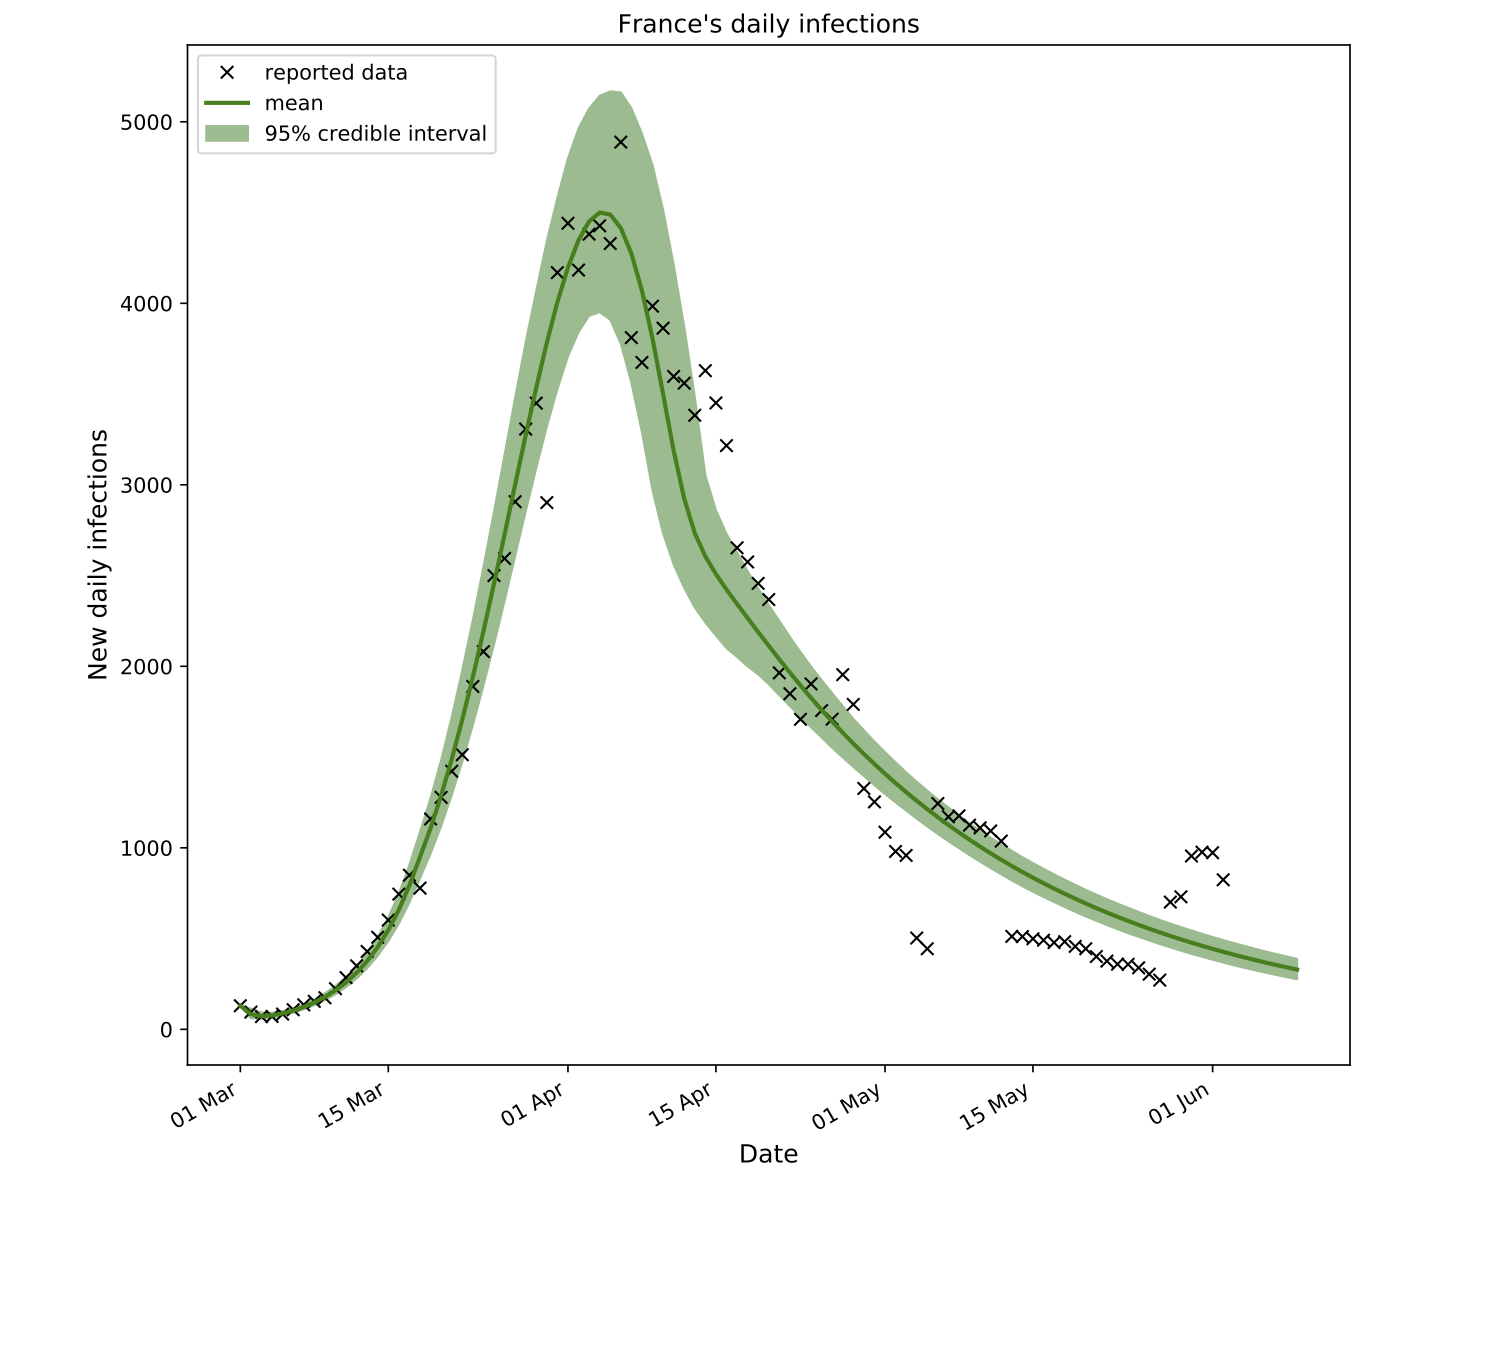 France's daily infections
reported data
mean
95% credible interval
5000
4000
3000
2000
1000
0
New daily infections
01 Mar
15 Mar
01 Apr
15 Apr
01 May
15 May
01 Jun
Date